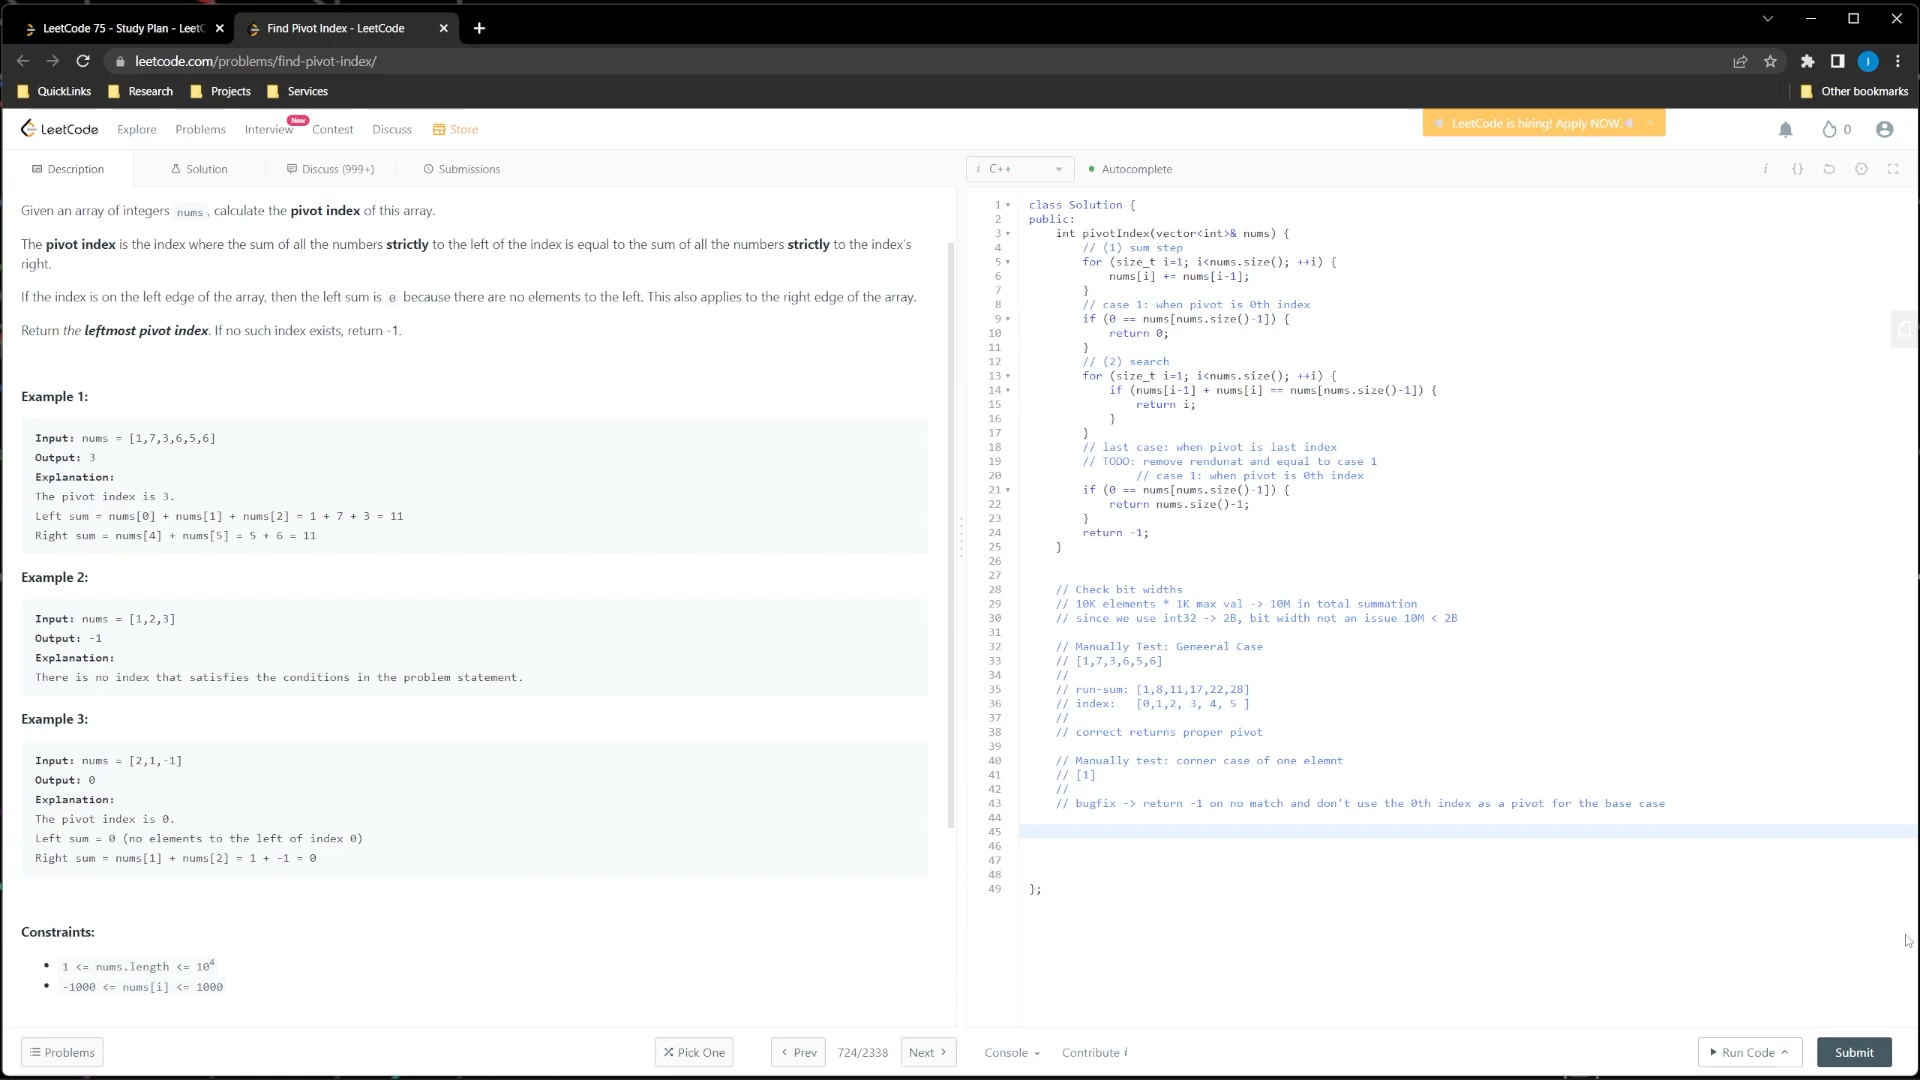 LeetCode 75 - Study Plan - LeetC
Find Pivot Index - LeetCode
leetcode.com/problems/find-pivot-index/
QuickLinks Research Projects Services Other bookmarks
LeetCode Explore Problems Interview New Contest Discuss Store
LeetCode is hiring! Apply NOW.
0
Description Solution Discuss (999+) Submissions
Given an array of integers nums, calculate the pivot index of this array.
The pivot index is the index where the sum of all the numbers strictly to the left of the index is equal to the sum of all the numbers strictly to the index's
right.
If the index is on the left edge of the array, then the left sum is 0 because there are no elements to the left. This also applies to the right edge of the array.
Return the leftmost pivot index. If no such index exists, return -1.
Example 1:
Input: nums = [1,7,3,6,5,6]
Output: 3
Explanation:
The pivot index is 3.
Left sum = nums[0] + nums[1] + nums[2] = 1 + 7 + 3 = 11
Right sum = nums[4] + nums[5] = 5 + 6 = 11
Example 2:
Input: nums = [1,2,3]
Output: -1
Explanation:
There is no index that satisfies the conditions in the problem statement.
Example 3:
Input: nums = [2,1,-1]
Output: 0
Explanation:
The pivot index is 0.
Left sum = 0 (no elements to the left of index 0)
Right sum = nums[1] + nums[2] = 1 + -1 = 0
Constraints:
1 <= nums.length <= 10^4
-1000 <= nums[i] <= 1000
Problems Pick One Prev 724/2338 Next
i C++ Autocomplete i {}
1 class Solution {
2 public:
3 int pivotIndex(vector<int>& nums) {
4 // (1) sum step
5 for (size_t i=1; i<nums.size(); ++i) {
6 nums[i] += nums[i-1];
7 }
8 // case 1: when pivot is 0th index
9 if (0 == nums[nums.size()-1]) {
10 return 0;
11 }
12 // (2) search
13 for (size_t i=1; i<nums.size(); ++i) {
14 if (nums[i-1] + nums[i] == nums[nums.size()-1]) {
15 return i;
16 }
17 }
18 // last case: when pivot is last index
19 // TODO: remove rendunat and equal to case 1
20 // case 1: when pivot is 0th index
21 if (0 == nums[nums.size()-1]) {
22 return nums.size()-1;
23 }
24 return -1;
25 }
26
27
28 // Check bit widths
29 // 10K elements * 1K max val -> 10M in total summation
30 // since we use int32 -> 2B, bit width not an issue 10M < 2B
31
32 // Manually Test: Geneeral Case
33 // [1,7,3,6,5,6]
34 //
35 // run-sum: [1,8,11,17,22,28]
36 // index: [0,1,2, 3, 4, 5 ]
37 //
38 // correct returns proper pivot
39
40 // Manually test: corner case of one elemnt
41 // [1]
42 //
43 // bugfix -> return -1 on no match and don't use the 0th index as a pivot for the base case
44
45
46
47
48
49 };
Console Contribute i Run Code Submit